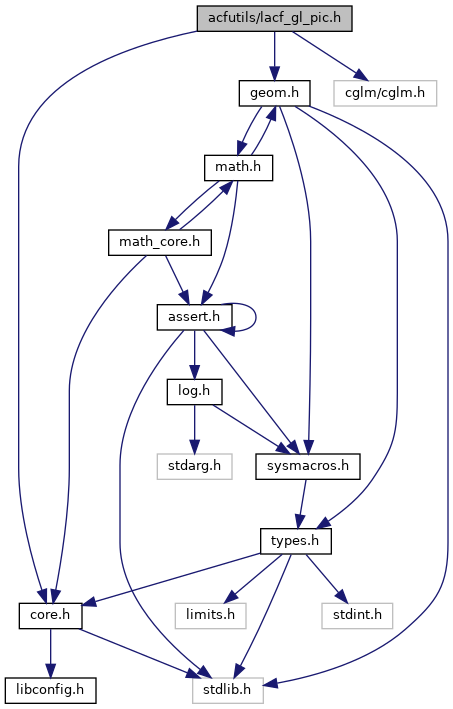 acfutils/lacf_gl_pic.h
geom.h
cglm/cglm.h
math.h
math_core.h
assert.h
log.h
stdarg.h
sysmacros.h
types.h
core.h
limits.h
stdint.h
libconfig.h
stdlib.h